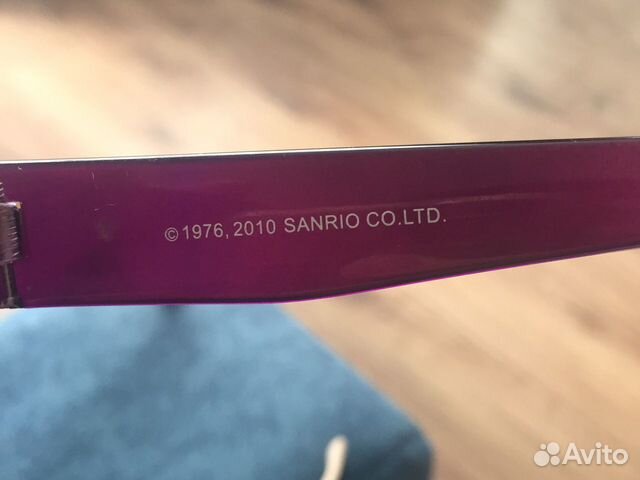 © 1976, 2010 SANRIO CO.LTD.
Avito